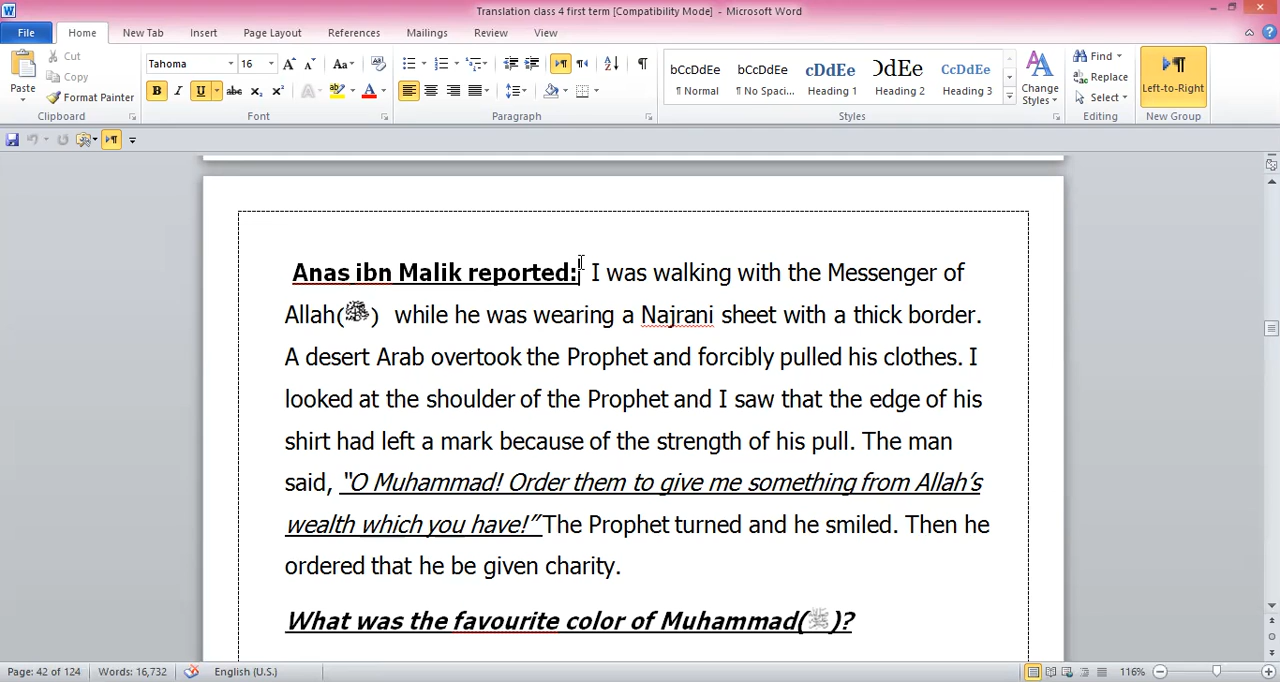 Translation class 4 first term [Compatibility Mode] - Microsoft Word
File Home New Tab Insert Page Layout References Mailings Review View
Cut
Copy
Format Painter
Paste
Tahoma 16
¶ Normal ¶ No Spaci... Heading 1 Heading 2 Heading 3
Change Styles
Find
Replace
Select
Left-to-Right
Clipboard Font Paragraph Styles Editing New Group
Anas ibn Malik reported: I was walking with the Messenger of
Allah(ﷺ) while he was wearing a Najrani sheet with a thick border.
A desert Arab overtook the Prophet and forcibly pulled his clothes. I
looked at the shoulder of the Prophet and I saw that the edge of his
shirt had left a mark because of the strength of his pull. The man
said, “O Muhammad! Order them to give me something from Allah’s
wealth which you have!” The Prophet turned and he smiled. Then he
ordered that he be given charity.
What was the favourite color of Muhammad(ﷺ)?
Page: 42 of 124 Words: 16,732 English (U.S.) 116%